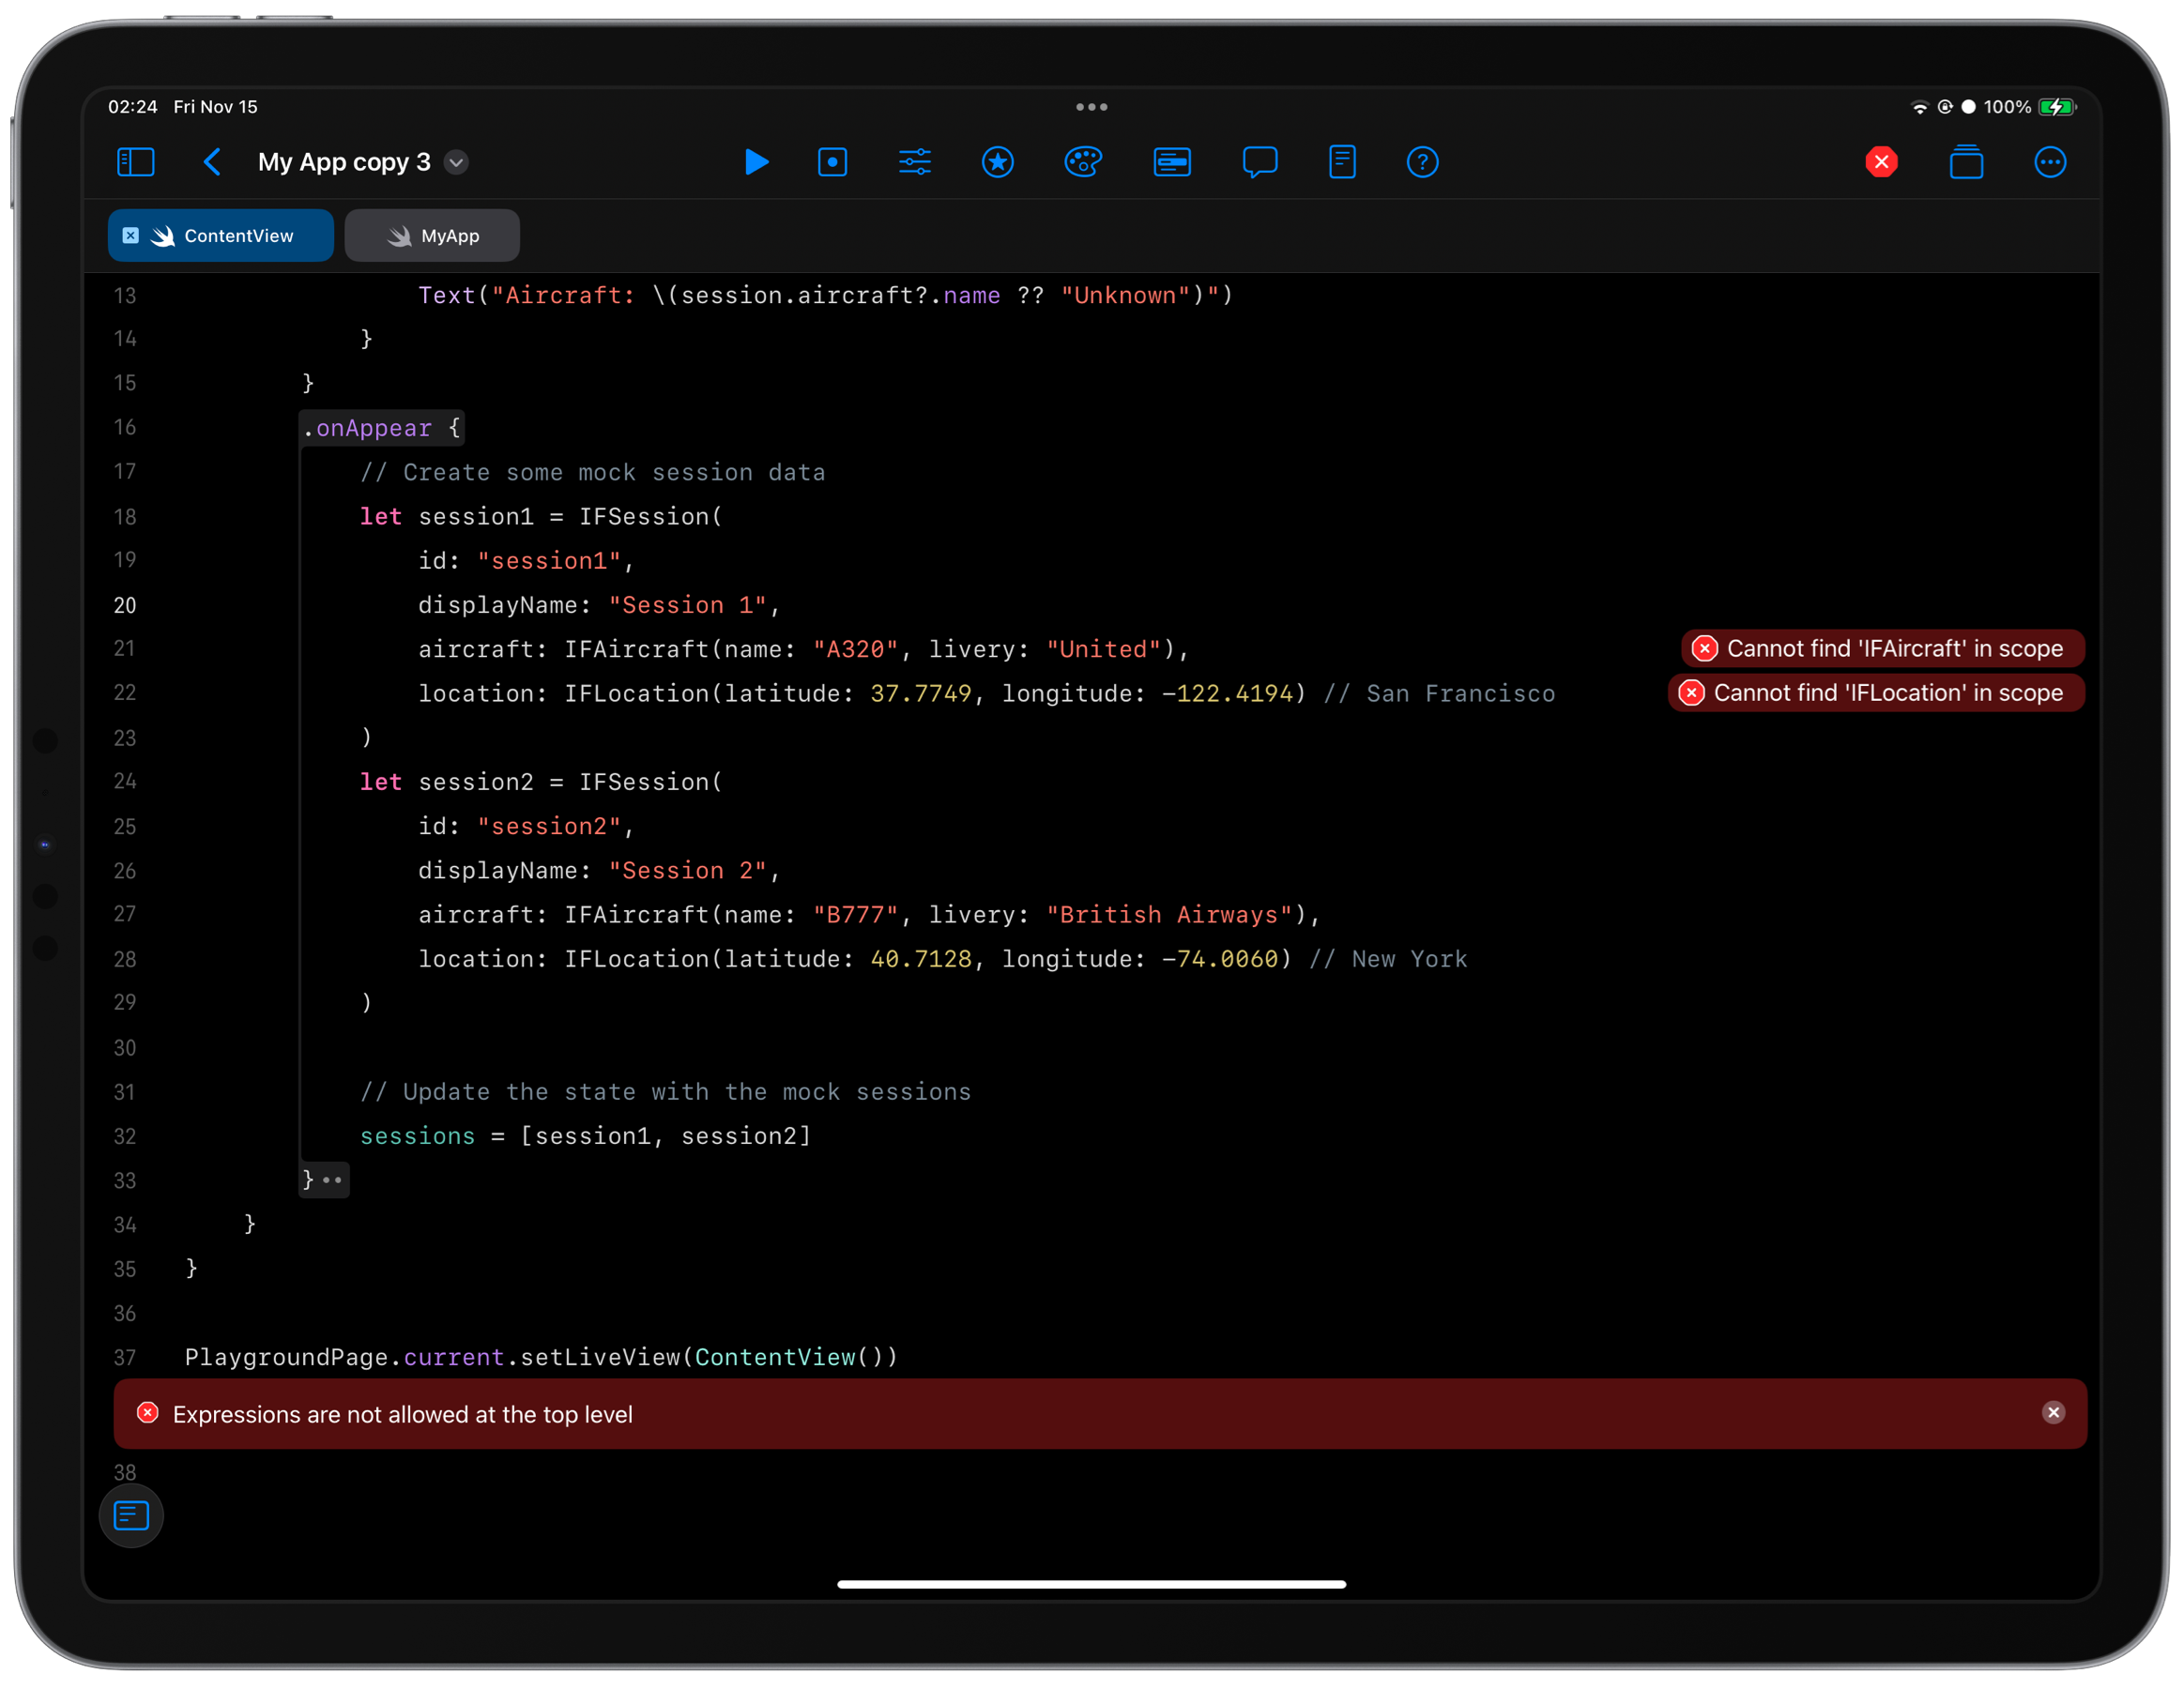 02:24 Fri Nov 15
100%
My App copy 3
ContentView MyApp
13 Text("Aircraft: \(session.aircraft?.name ?? "Unknown")")
14 }
15 }
16 .onAppear {
17 // Create some mock session data
18 let session1 = IFSession(
19 id: "session1",
20 displayName: "Session 1",
21 aircraft: IFAircraft(name: "A320", livery: "United"), Cannot find 'IFAircraft' in scope
22 location: IFLocation(latitude: 37.7749, longitude: -122.4194) // San Francisco Cannot find 'IFLocation' in scope
23 )
24 let session2 = IFSession(
25 id: "session2",
26 displayName: "Session 2",
27 aircraft: IFAircraft(name: "B777", livery: "British Airways"),
28 location: IFLocation(latitude: 40.7128, longitude: -74.0060) // New York
29 )
30
31 // Update the state with the mock sessions
32 sessions = [session1, session2]
33 }
34 }
35 }
36
37 PlaygroundPage.current.setLiveView(ContentView())
Expressions are not allowed at the top level
38